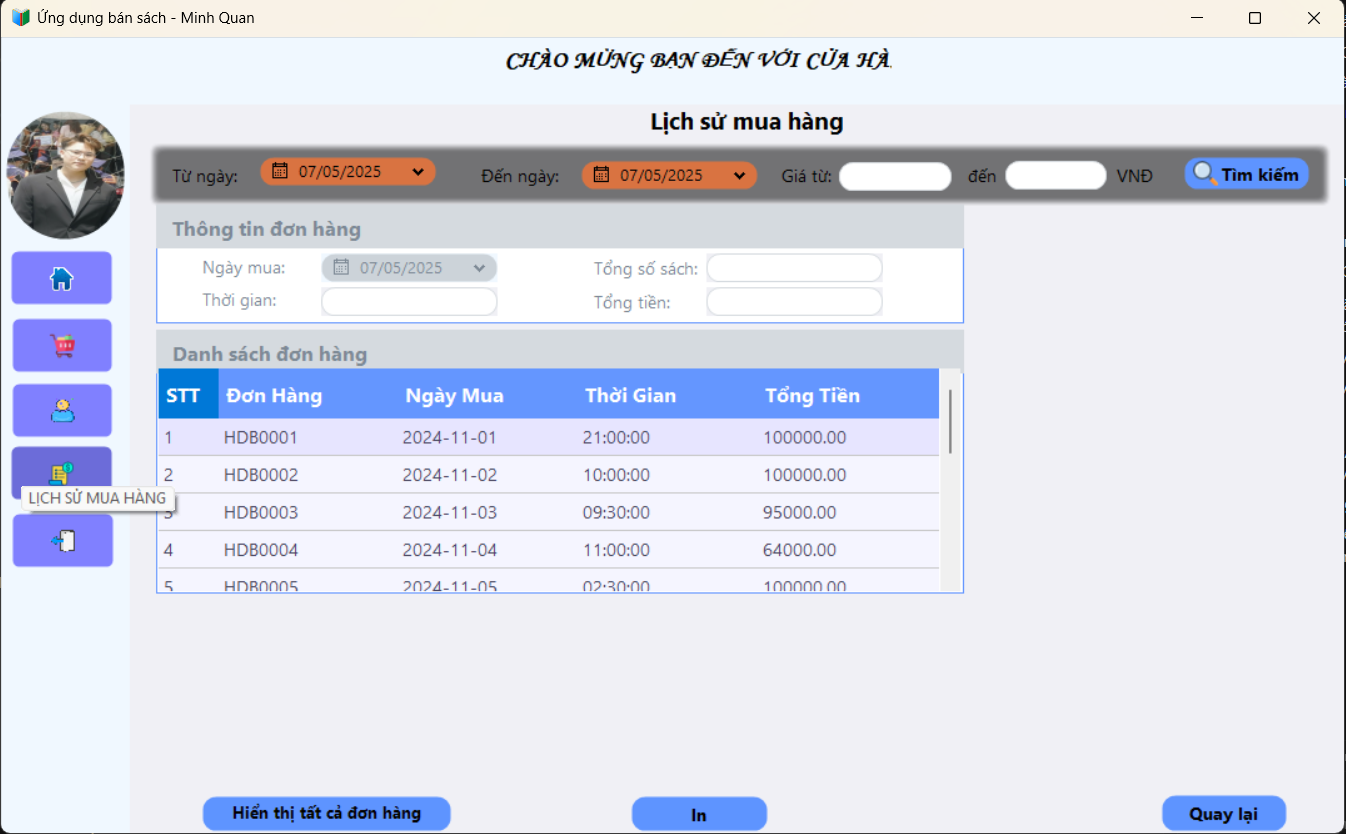 Ứng dụng bán sách - Minh Quan
CHÀO MỪNG BẠN ĐẾN VỚI CỬA HÀ
Lịch sử mua hàng
Từ ngày: 07/05/2025 Đến ngày: 07/05/2025 Giá từ: đến VNĐ Tìm kiếm
Thông tin đơn hàng
Ngày mua: 07/05/2025 Tổng số sách:
Thời gian: Tổng tiền:
Danh sách đơn hàng
STT Đơn Hàng Ngày Mua Thời Gian Tổng Tiền
1 HDB0001 2024-11-01 21:00:00 100000.00
2 HDB0002 2024-11-02 10:00:00 100000.00
LỊCH SỬ MUA HÀNG
3 HDB0003 2024-11-03 09:30:00 95000.00
4 HDB0004 2024-11-04 11:00:00 64000.00
5 HDB0005 2024-11-05 02:30:00 100000.00
Hiển thị tất cả đơn hàng In Quay lại